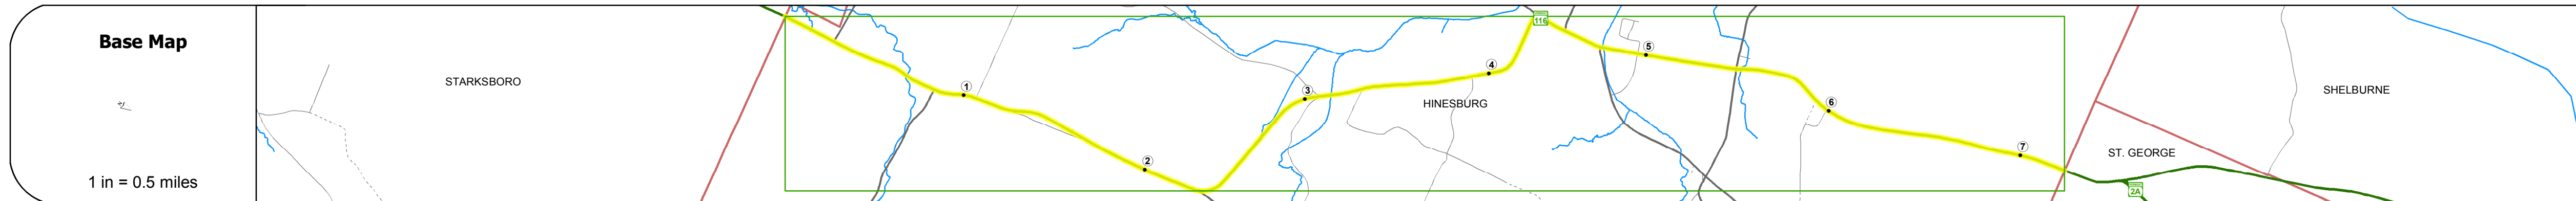 Base Map
1 in = 0.5 miles
STARKSBORO
1
2
3
4
HINESBURG
116
5
6
7
ST. GEORGE
2A
SHELBURNE